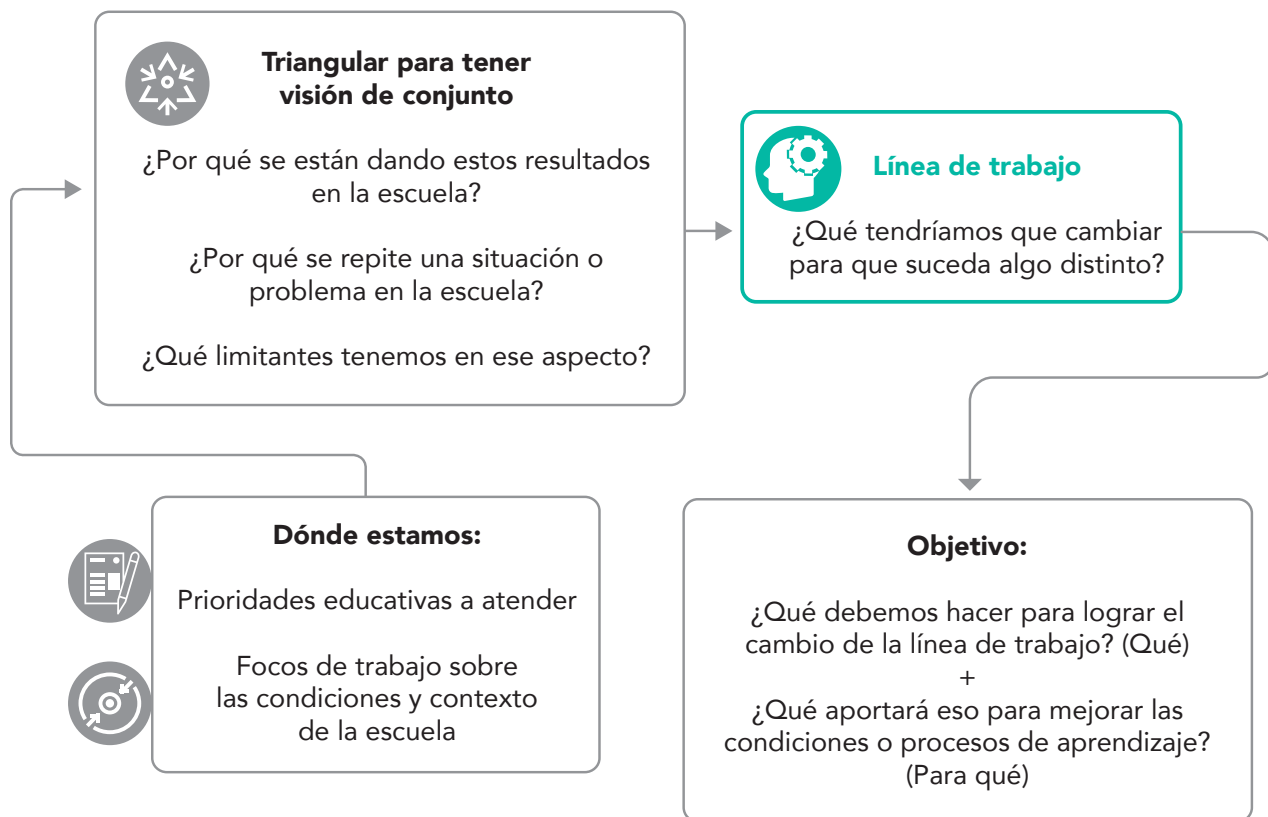 Triangular para tener
visión de conjunto
¿Por qué se están dando estos resultados
en la escuela?
¿Por qué se repite una situación o
problema en la escuela?
¿Qué limitantes tenemos en ese aspecto?
Línea de trabajo
¿Qué tendríamos que cambiar
para que suceda algo distinto?
Dónde estamos:
Prioridades educativas a atender
Focos de trabajo sobre
las condiciones y contexto
de la escuela
Objetivo:
¿Qué debemos hacer para lograr el
cambio de la línea de trabajo? (Qué)
+
¿Qué aportará eso para mejorar las
condiciones o procesos de aprendizaje?
(Para qué)